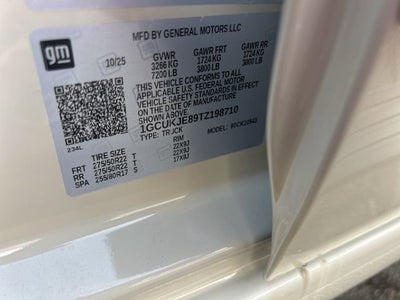 MFD BY GENERAL MOTORS LLC
gm
10/25
GVWR GAWR FRT GAWR RR
3266 KG 1724 KG 1724 KG
7200 LB 3800 LB 3800 LB
THIS VEHICLE CONFORMS TO ALL
APPLICABLE U.S. FEDERAL MOTOR
VEHICLE SAFETY STANDARDS IN EFFECT
ON THE DATE OF MANUFACTURE
SHOWN ABOVE.
1GCUKJE89TZ198710
TYPE: TRUCK MODEL:
234L
TIRE SIZE RIM
FRT 275/50R22 T 22X9J
RR 275/50R22 T 22X9J
SPA 255/80R17 S 17X8J